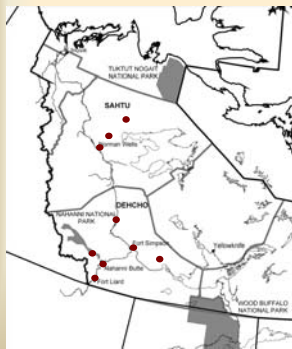 TUKTUT NOGAIT
NATIONAL PARK
SAHTU
Norman Wells
DEHCHO
NAHANNI NATIONAL
PARK
Fort Simpson
Yellowknife
Nahanni Butte
Fort Liard
WOOD BUFFALO
NATIONAL PARK